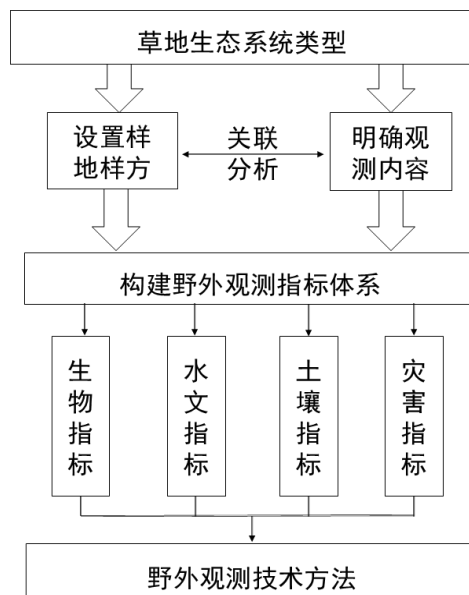 草地生态系统类型
设置样
地样方
关联
分析
明确观
测内容
构建野外观测指标体系
生物指标
水文指标
土壤指标
灾害指标
野外观测技术方法